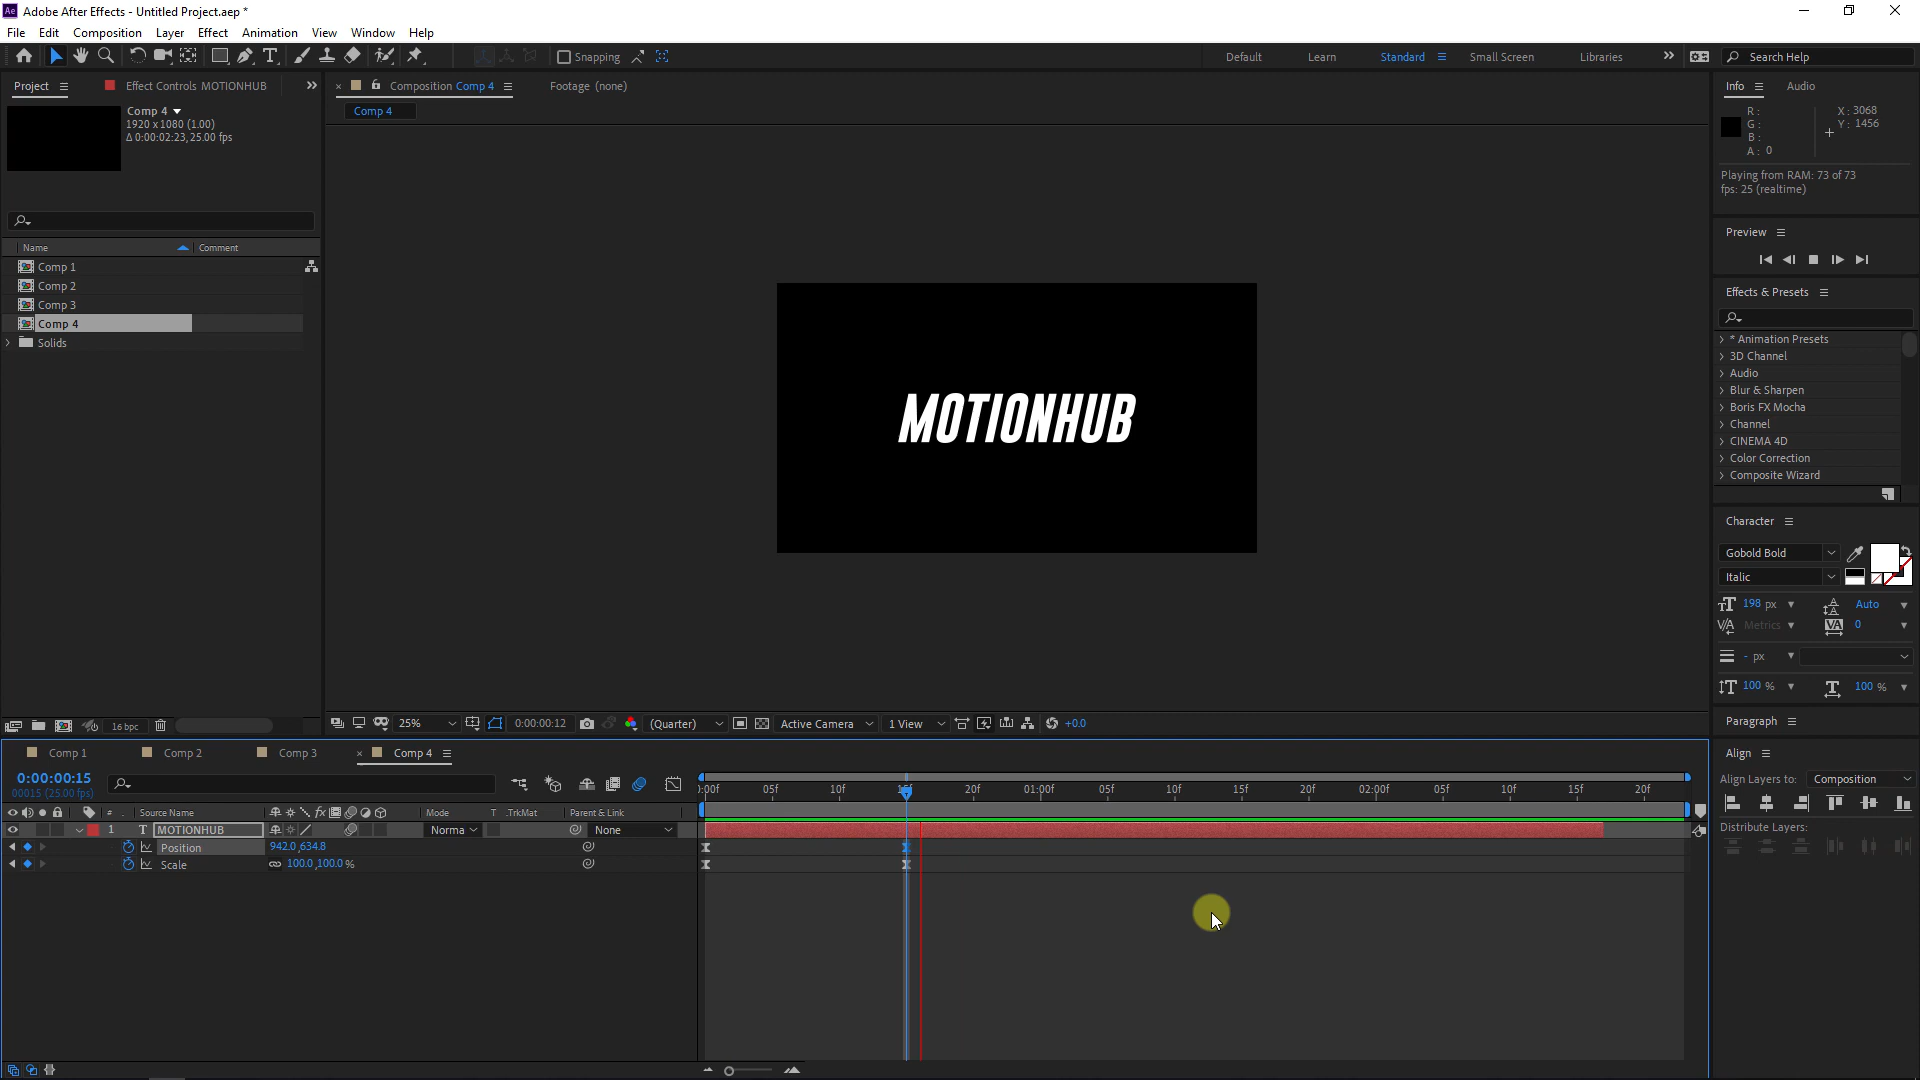 Ae Adobe After Effects - Untitled Project.aep *
File Edit Composition Layer Effect Animation View Window Help
Snapping Default Learn Standard Small Screen Libraries Search Help
Project Effect Controls MOTIONHUB
Comp 4
1920 x 1080 (1.00)
Δ 0:00:02:23, 25.00 fps
Name Comment
Comp 1
Comp 2
Comp 3
Comp 4
Solids
16 bpc
Composition Comp 4 Footage (none)
Comp 4
MOTIONHUB
25% 0:00:00:12 (Quarter) Active Camera 1 View +0.0
Info Audio
R :
G :
B :
A : 0
X : 3068
Y : 1456
Playing from RAM: 73 of 73
fps: 25 (realtime)
Preview
Effects & Presets
* Animation Presets
3D Channel
Audio
Blur & Sharpen
Boris FX Mocha
Channel
CINEMA 4D
Color Correction
Composite Wizard
Character
Gobold Bold
Italic
198 px Auto
Metrics 0
- px
100 % 100 %
Paragraph
Align
Align Layers to: Composition
Distribute Layers:
Comp 1 Comp 2 Comp 3 Comp 4
0:00:00:15
00015 (25.00 fps)
# Source Name Mode T .TrkMat Parent & Link
1 T MOTIONHUB Norma None
Position 942.0,634.8
Scale 100.0,100.0%
):00f 05f 10f 15f 20f 01:00f 05f 10f 15f 20f 02:00f 05f 10f 15f 20f